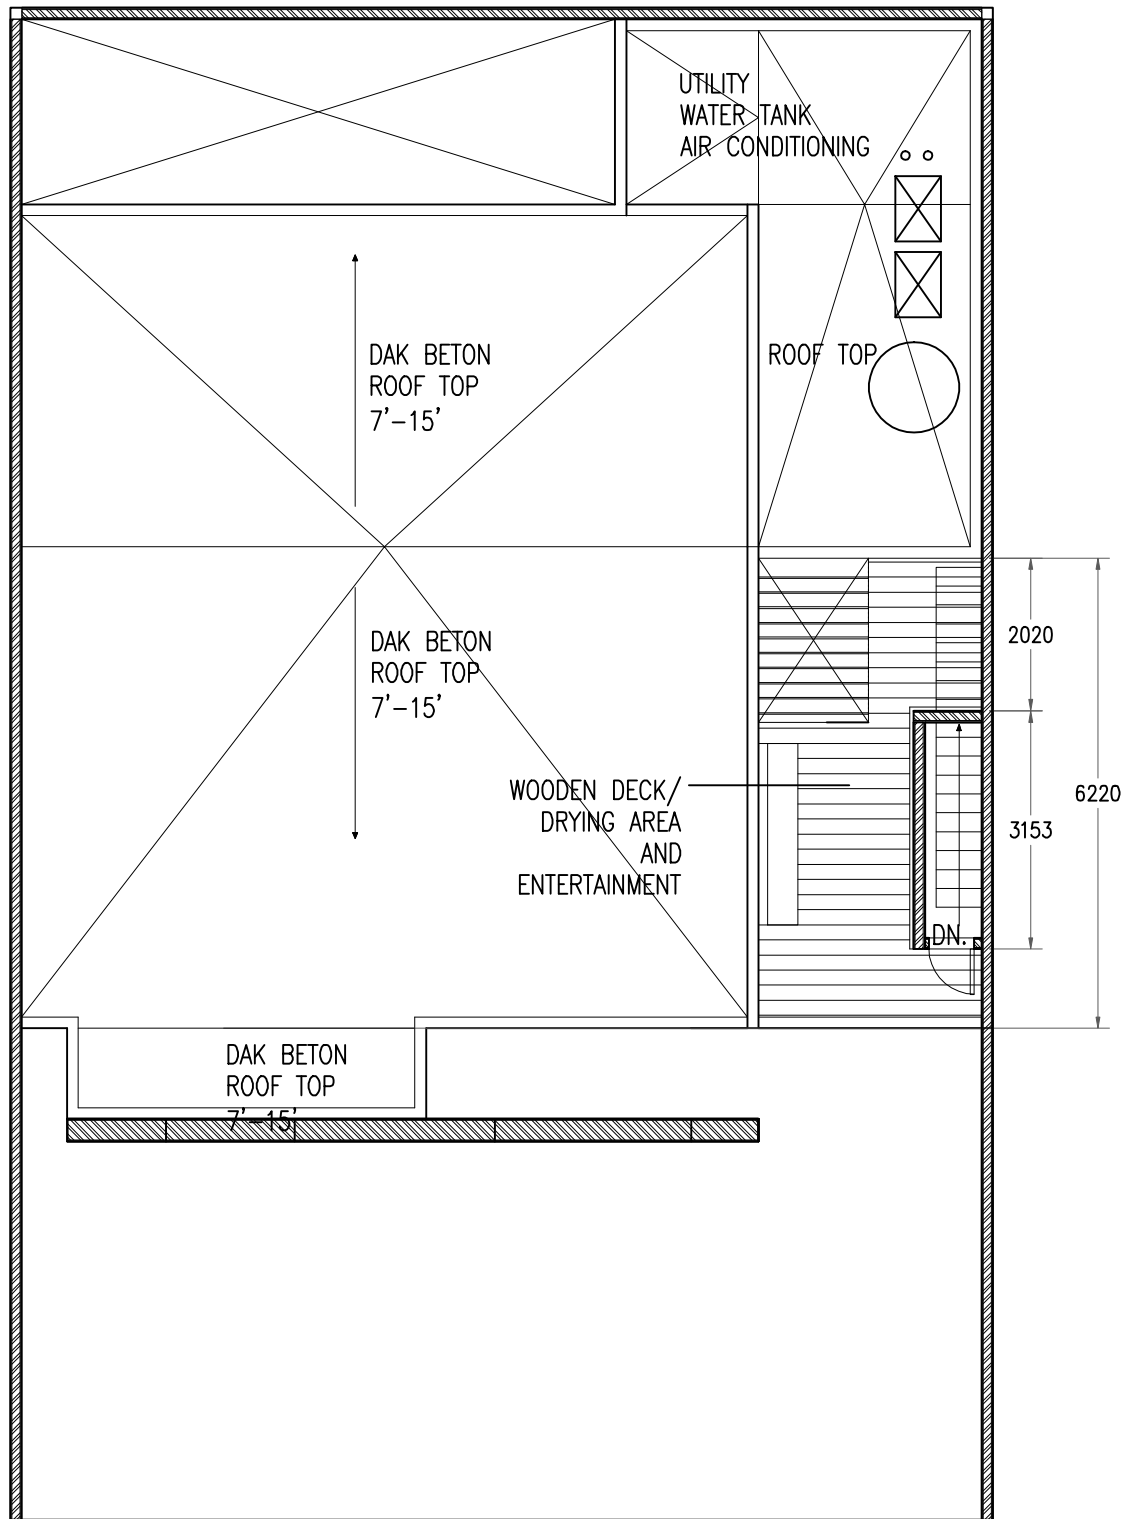 UTILITY
WATER TANK
AIR CONDITIONING
DAK BETON
ROOF TOP
7'-15'
ROOF TOP
DAK BETON
ROOF TOP
7'-15'
2020
WOODEN DECK/
DRYING AREA
AND
ENTERTAINMENT
6220
3153
DN.
DAK BETON
ROOF TOP
7'-15'